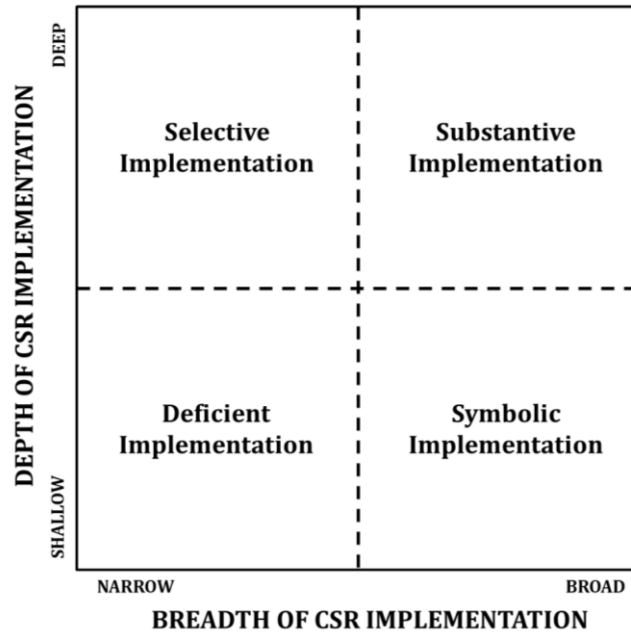 DEPTH OF CSR IMPLEMENTATION
DEEP
SHALLOW
Selective
Implementation
Substantive
Implementation
Deficient
Implementation
Symbolic
Implementation
NARROW
BROAD
BREADTH OF CSR IMPLEMENTATION